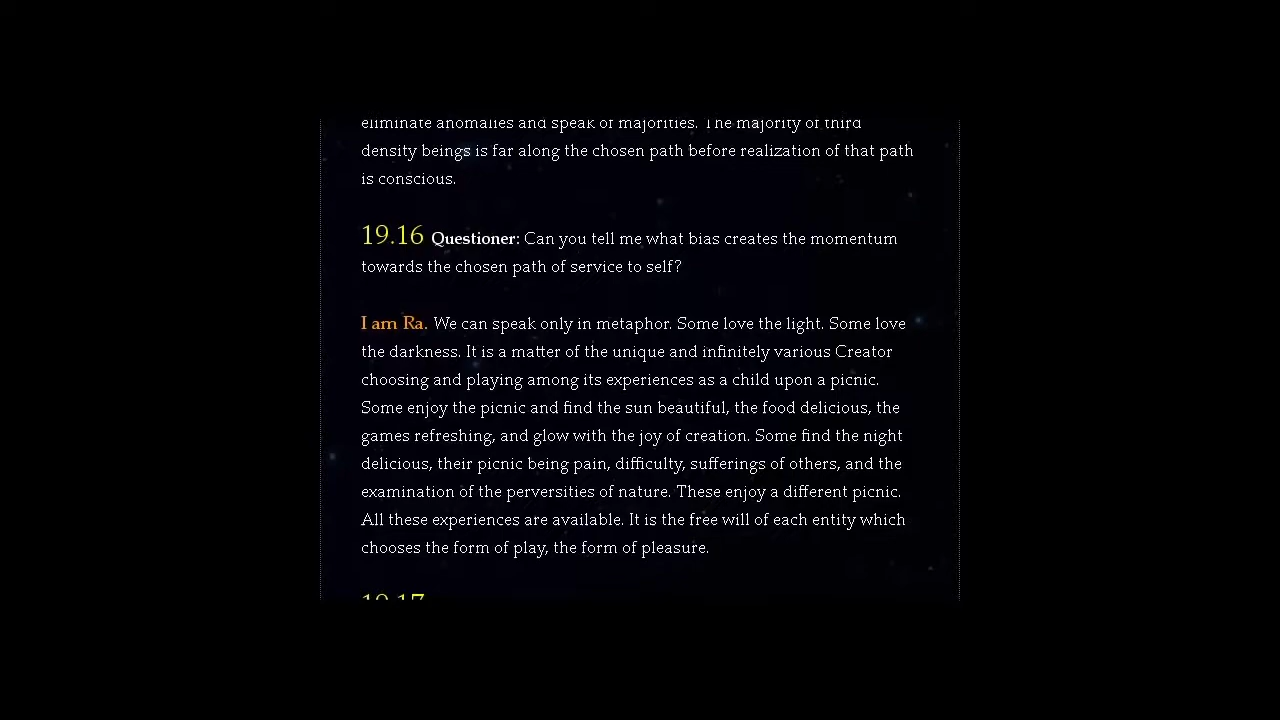 eliminate anomalies and speak of majorities. The majority of third
density beings is far along the chosen path before realization of that path
is conscious.
19.16 Questioner: Can you tell me what bias creates the momentum
towards the chosen path of service to self?
I am Ra. We can speak only in metaphor. Some love the light. Some love
the darkness. It is a matter of the unique and infinitely various Creator
choosing and playing among its experiences as a child upon a picnic.
Some enjoy the picnic and find the sun beautiful, the food delicious, the
games refreshing, and glow with the joy of creation. Some find the night
delicious, their picnic being pain, difficulty, sufferings of others, and the
examination of the perversities of nature. These enjoy a different picnic.
All these experiences are available. It is the free will of each entity which
chooses the form of play, the form of pleasure.
19.17